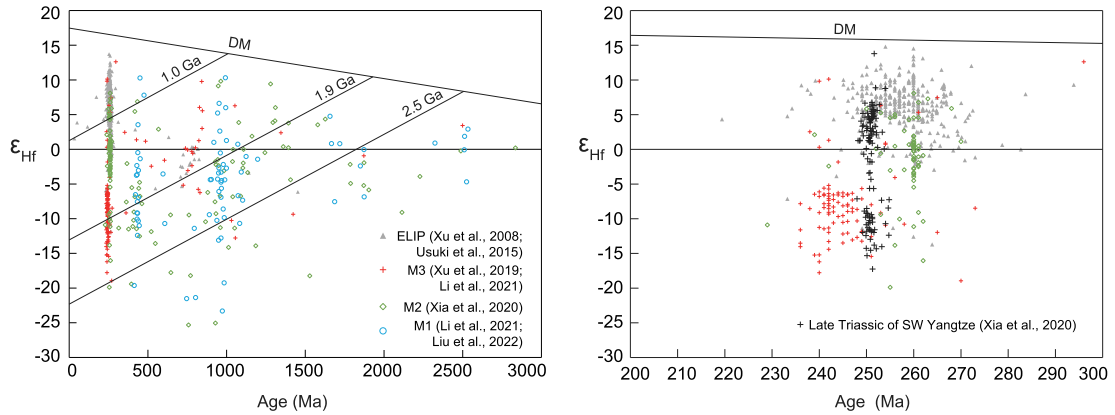 20
15
10
5
0
-5
-10
-15
-20
-25
-30
εHf
DM
1.0 Ga
1.9 Ga
2.5 Ga
ELIP (Xu et al., 2008;
Usuki et al., 2015)
M3 (Xu et al., 2019;
Li et al., 2021)
M2 (Xia et al., 2020)
M1 (Li et al., 2021;
Liu et al., 2022)
0 500 1000 1500 2000 2500 3000
Age (Ma)
20
15
10
5
0
-5
-10
-15
-20
-25
-30
εHf
DM
Late Triassic of SW Yangtze (Xia et al., 2020)
200 210 220 230 240 250 260 270 280 290 300
Age (Ma)